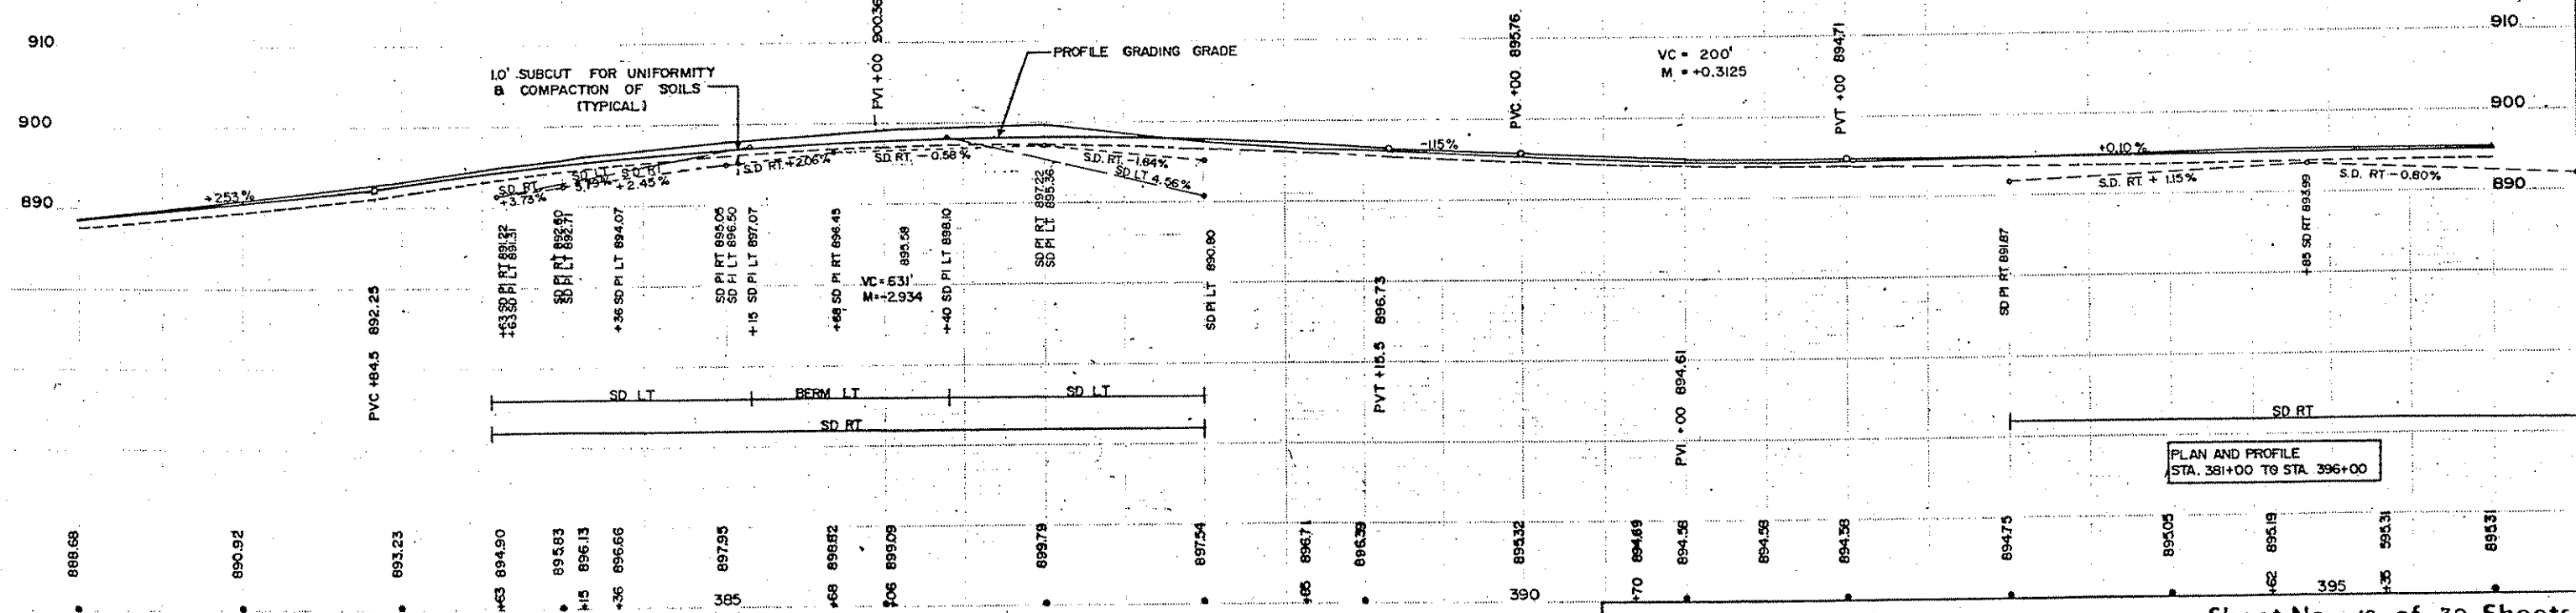 910
900
890
910
900
890
PVI +00 900.36
PROFILE GRADING GRADE
1.0' SUBCUT FOR UNIFORMITY
& COMPACTION OF SOILS
(TYPICAL)
PVC +00 895.76
VC = 200'
M = +0.3125
PVT +00 894.71
+2.53%
S.D. RT.
+3.73%
SD LT
5.79%
S.D. RT.
+2.45%
S.D RT.+2.06%
S.D RT. -0.58%
S.D. RT. -1.64%
SD LT 4.56%
-1.15%
+0.10%
S.D. RT. + 1.15%
S.D. RT -0.80%
PVC +84.5 892.25
+63 SD PI RT 891.22
+63 SD PI LT 891.31
SD PI RT 892.60
SD PI LT 892.71
+36 SD PI LT 894.07
SD PI RT 895.05
SD PI LT 896.50
+15 SD PI LT 897.07
+68 SD PI RT 896.45
895.58
VC=631'
M=-2.934
+40 SD PI LT 898.10
SD PI RT 897.22
SD PI LT 895.36
SD PI LT 890.80
PVT +15.5 896.73
PVI +00 894.61
SD PI RT 891.87
+85 SD RT 893.99
SD LT
BERM LT
SD LT
SD RT
SD RT
PLAN AND PROFILE
STA. 381+00 TO STA. 396+00
888.68
890.92
893.23
+63 894.90
895.83
+15 896.13
+36 896.66
897.95
385
+68 898.82
+06 899.09
899.79
897.54
+65 896.71
896.39
895.32
390
+70 894.69
894.58
894.58
894.58
894.75
895.05
+62 895.19
395
+35 595.31
895.31
Sheet No. of 39 Sheets